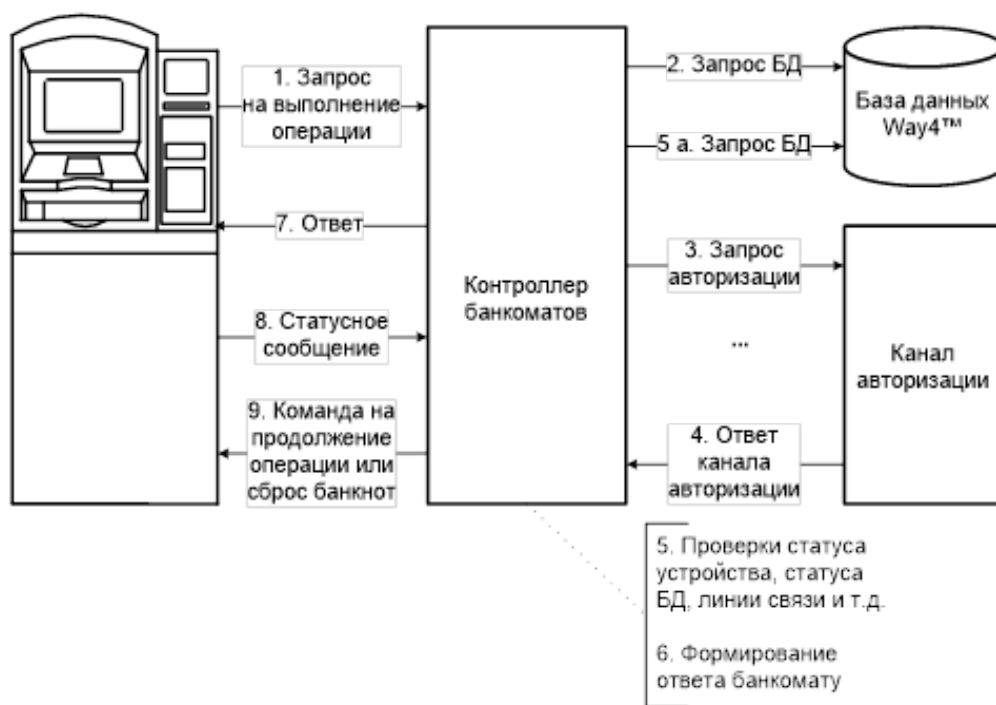 1. Запрос
на выполнение
операции
2. Запрос БД
База данных
Way4™
5 а. Запрос БД
7. Ответ
3. Запрос
авторизации
Контроллер
банкоматов
8. Статусное
сообщение
...
Канал
авторизации
9. Команда на
продолжение
операции или
сброс банкнот
4. Ответ
канала
авторизации
5. Проверки статуса
устройства, статуса
БД, линии связи и т.д.
6. Формирование
ответа банкомату